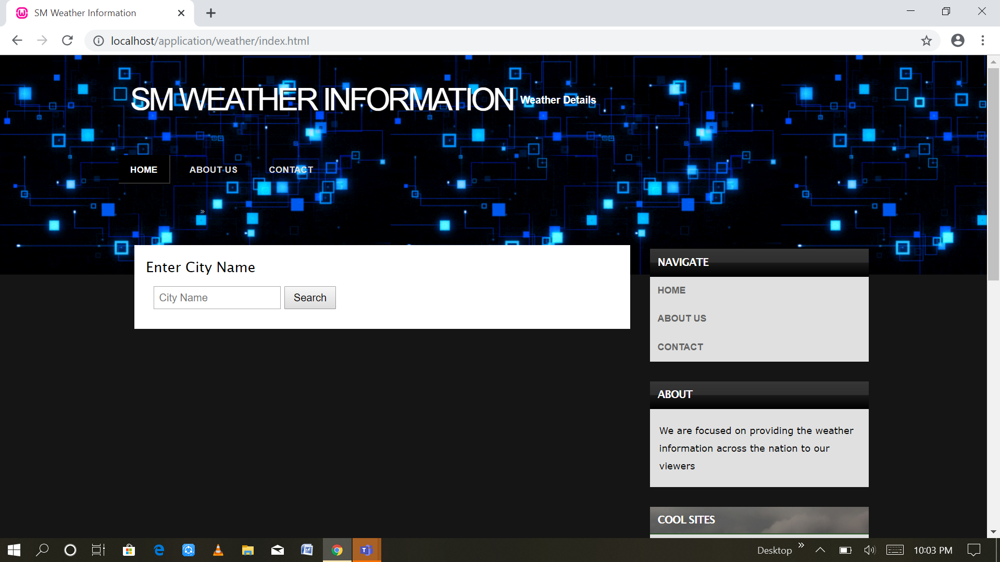 SM Weather Information
localhost/application/weather/index.html
SM WEATHER INFORMATION Weather Details
HOME ABOUT US CONTACT
»
Enter City Name
City Name Search
NAVIGATE
HOME
ABOUT US
CONTACT
ABOUT
We are focused on providing the weather
information across the nation to our
viewers
COOL SITES
Desktop » 10:03 PM